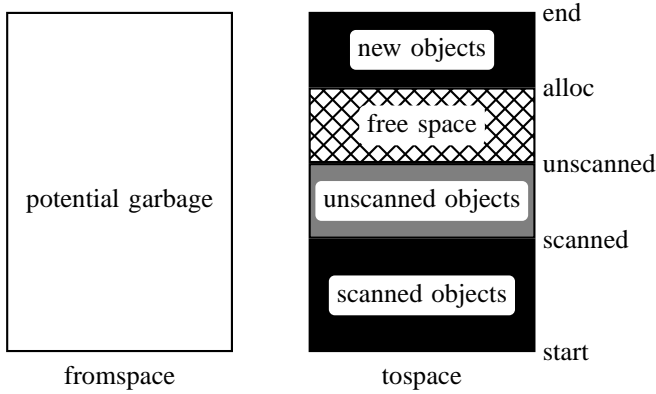 end
new objects
alloc
free space
unscanned
potential garbage
unscanned objects
scanned
scanned objects
start
fromspace
tospace